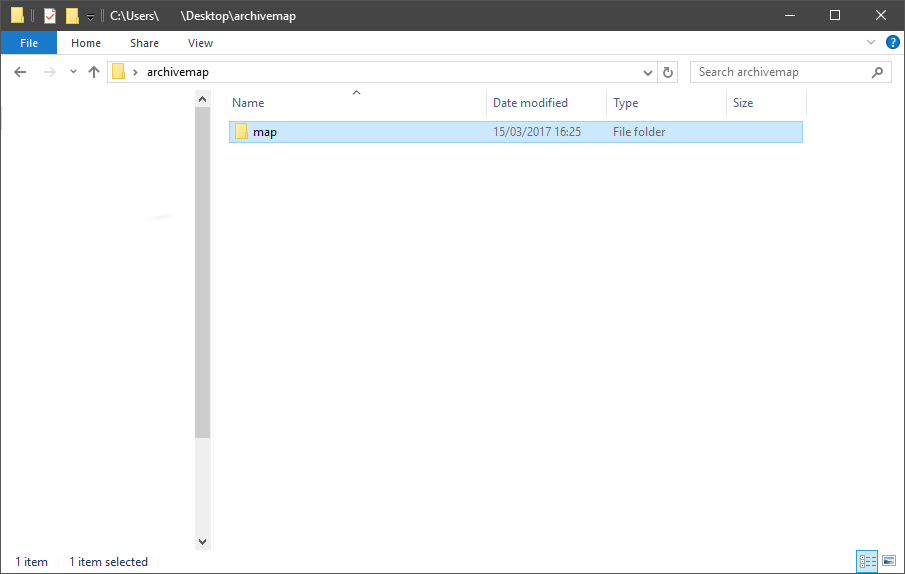 C:\Users\ \Desktop\archivemap
File Home Share View ?
archivemap Search archivemap
Name Date modified Type Size
map 15/03/2017 16:25 File folder
1 item 1 item selected